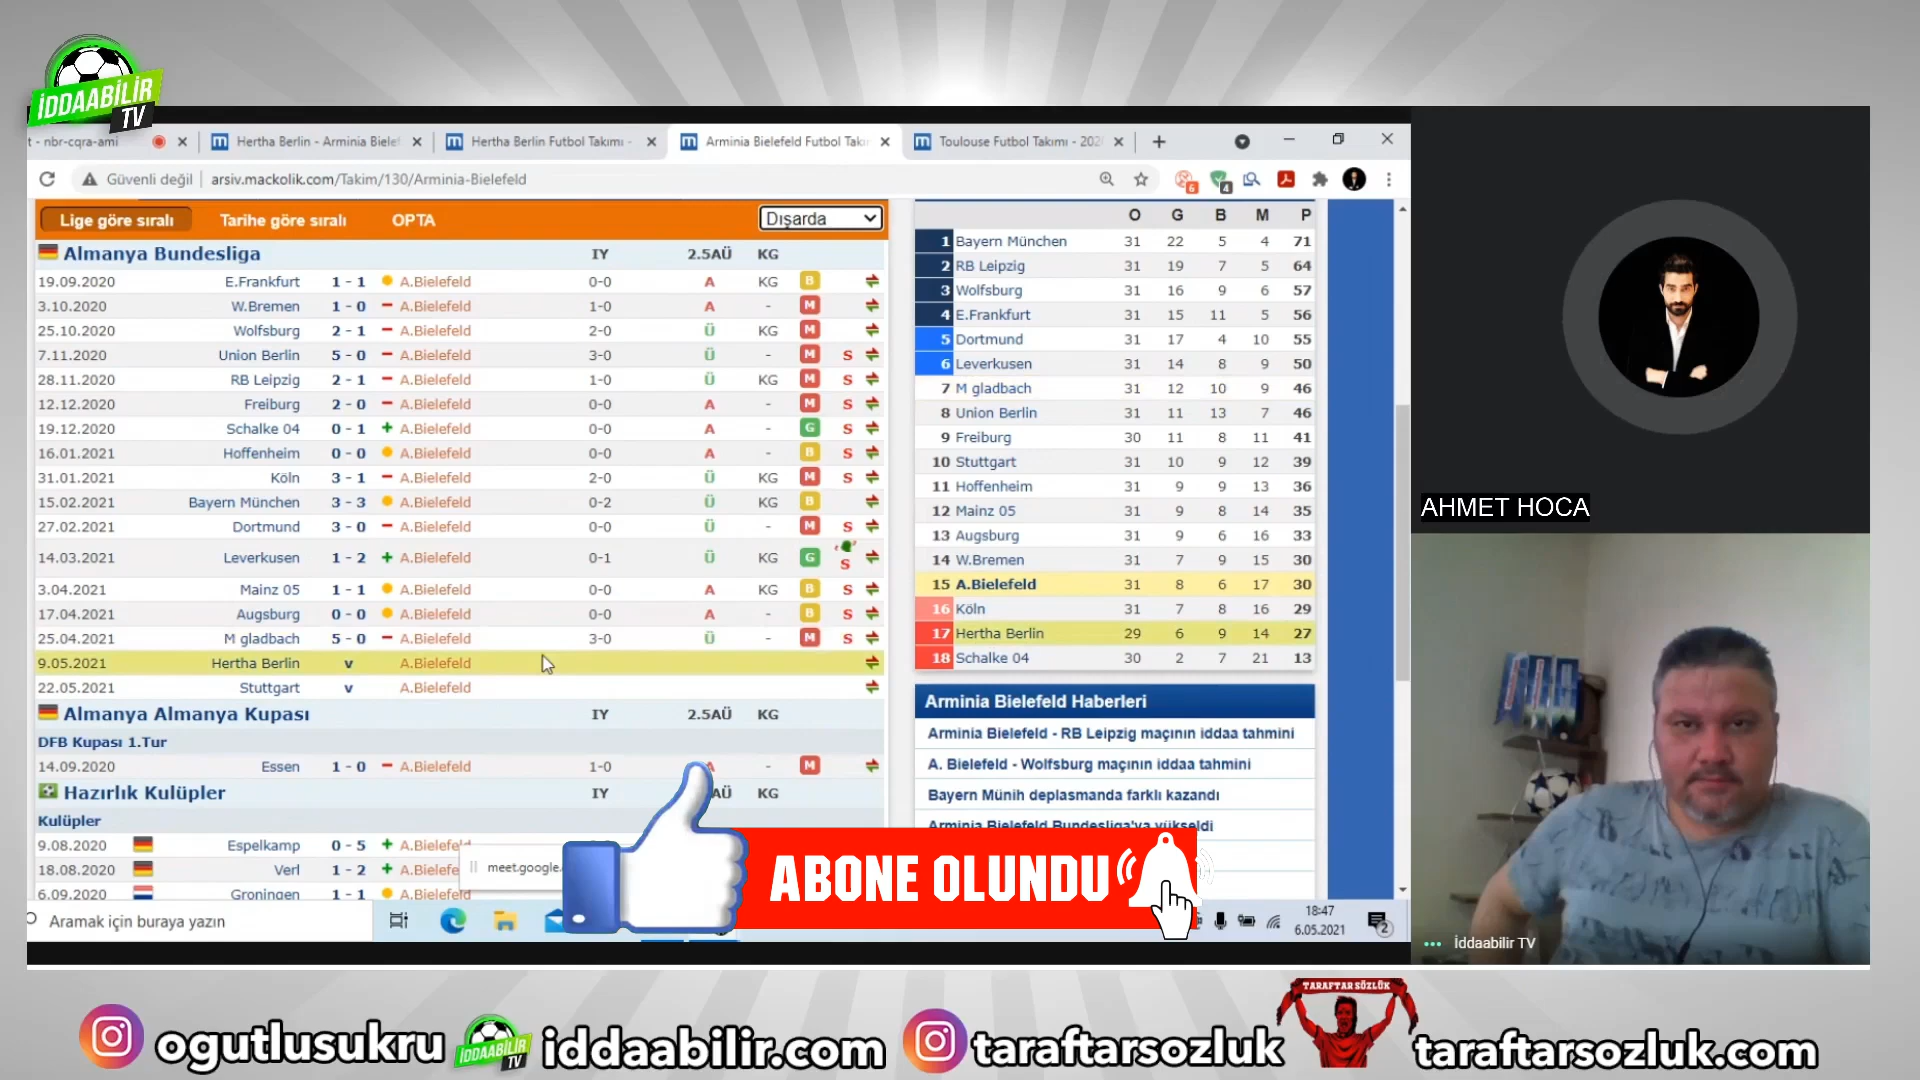 İDDAABİLİR
TV
t - nbr-cqra-ami
Hertha Berlin - Arminia Bielef
Hertha Berlin Futbol Takımı -
Arminia Bielefeld Futbol Takı
Toulouse Futbol Takımı - 202
Güvenli değil
arsiv.mackolik.com/Takim/130/Arminia-Bielefeld
6
4
Lige göre sıralı Tarihe göre sıralı OPTA Dışarda
Almanya Bundesliga IY 2.5AÜ KG
19.09.2020 E.Frankfurt 1 - 1 A.Bielefeld 0-0 A KG B
3.10.2020 W.Bremen 1 - 0 A.Bielefeld 1-0 A - M
25.10.2020 Wolfsburg 2 - 1 A.Bielefeld 2-0 Ü KG M
7.11.2020 Union Berlin 5 - 0 A.Bielefeld 3-0 Ü - M S
28.11.2020 RB Leipzig 2 - 1 A.Bielefeld 1-0 Ü KG M S
12.12.2020 Freiburg 2 - 0 A.Bielefeld 0-0 A - M S
19.12.2020 Schalke 04 0 - 1 A.Bielefeld 0-0 A - G S
16.01.2021 Hoffenheim 0 - 0 A.Bielefeld 0-0 A - B S
31.01.2021 Köln 3 - 1 A.Bielefeld 2-0 Ü KG M S
15.02.2021 Bayern München 3 - 3 A.Bielefeld 0-2 Ü KG B
27.02.2021 Dortmund 3 - 0 A.Bielefeld 0-0 Ü - M S
14.03.2021 Leverkusen 1 - 2 A.Bielefeld 0-1 Ü KG G S
3.04.2021 Mainz 05 1 - 1 A.Bielefeld 0-0 A KG B S
17.04.2021 Augsburg 0 - 0 A.Bielefeld 0-0 A - B S
25.04.2021 M gladbach 5 - 0 A.Bielefeld 3-0 Ü - M S
9.05.2021 Hertha Berlin v A.Bielefeld
22.05.2021 Stuttgart v A.Bielefeld
Almanya Almanya Kupası IY 2.5AÜ KG
DFB Kupası 1.Tur
14.09.2020 Essen 1 - 0 A.Bielefeld 1-0 A - M
Hazırlık Kulüpler IY AÜ KG
Kulüpler
9.08.2020 Espelkamp 0 - 5 A.Bielefel
18.08.2020 Verl 1 - 2 A.Bielefel
6.09.2020 Groningen 1 - 1 A.Bielefeld
O G B M P
1 Bayern München 31 22 5 4 71
2 RB Leipzig 31 19 7 5 64
3 Wolfsburg 31 16 9 6 57
4 E.Frankfurt 31 15 11 5 56
5 Dortmund 31 17 4 10 55
6 Leverkusen 31 14 8 9 50
7 M gladbach 31 12 10 9 46
8 Union Berlin 31 11 13 7 46
9 Freiburg 30 11 8 11 41
10 Stuttgart 31 10 9 12 39
11 Hoffenheim 31 9 9 13 36
12 Mainz 05 31 9 8 14 35
13 Augsburg 31 9 6 16 33
14 W.Bremen 31 7 9 15 30
15 A.Bielefeld 31 8 6 17 30
16 Köln 31 7 8 16 29
17 Hertha Berlin 29 6 9 14 27
18 Schalke 04 30 2 7 21 13
Arminia Bielefeld Haberleri
Arminia Bielefeld - RB Leipzig maçının iddaa tahmini
A. Bielefeld - Wolfsburg maçının iddaa tahmini
Bayern Münih deplasmanda farklı kazandı
Arminia Bielefeld Bundesliga'ya yükseldi
meet.google.
ABONE OLUNDU
Aramak için buraya yazın
18:47
6.05.2021
2
AHMET HOCA
İddaabilir TV
ogutlusukru
İDDAABİLİR
TV
iddaabilir.com
taraftarsozluk
TARAFTAR SÖZLÜK
taraftarsozluk.com